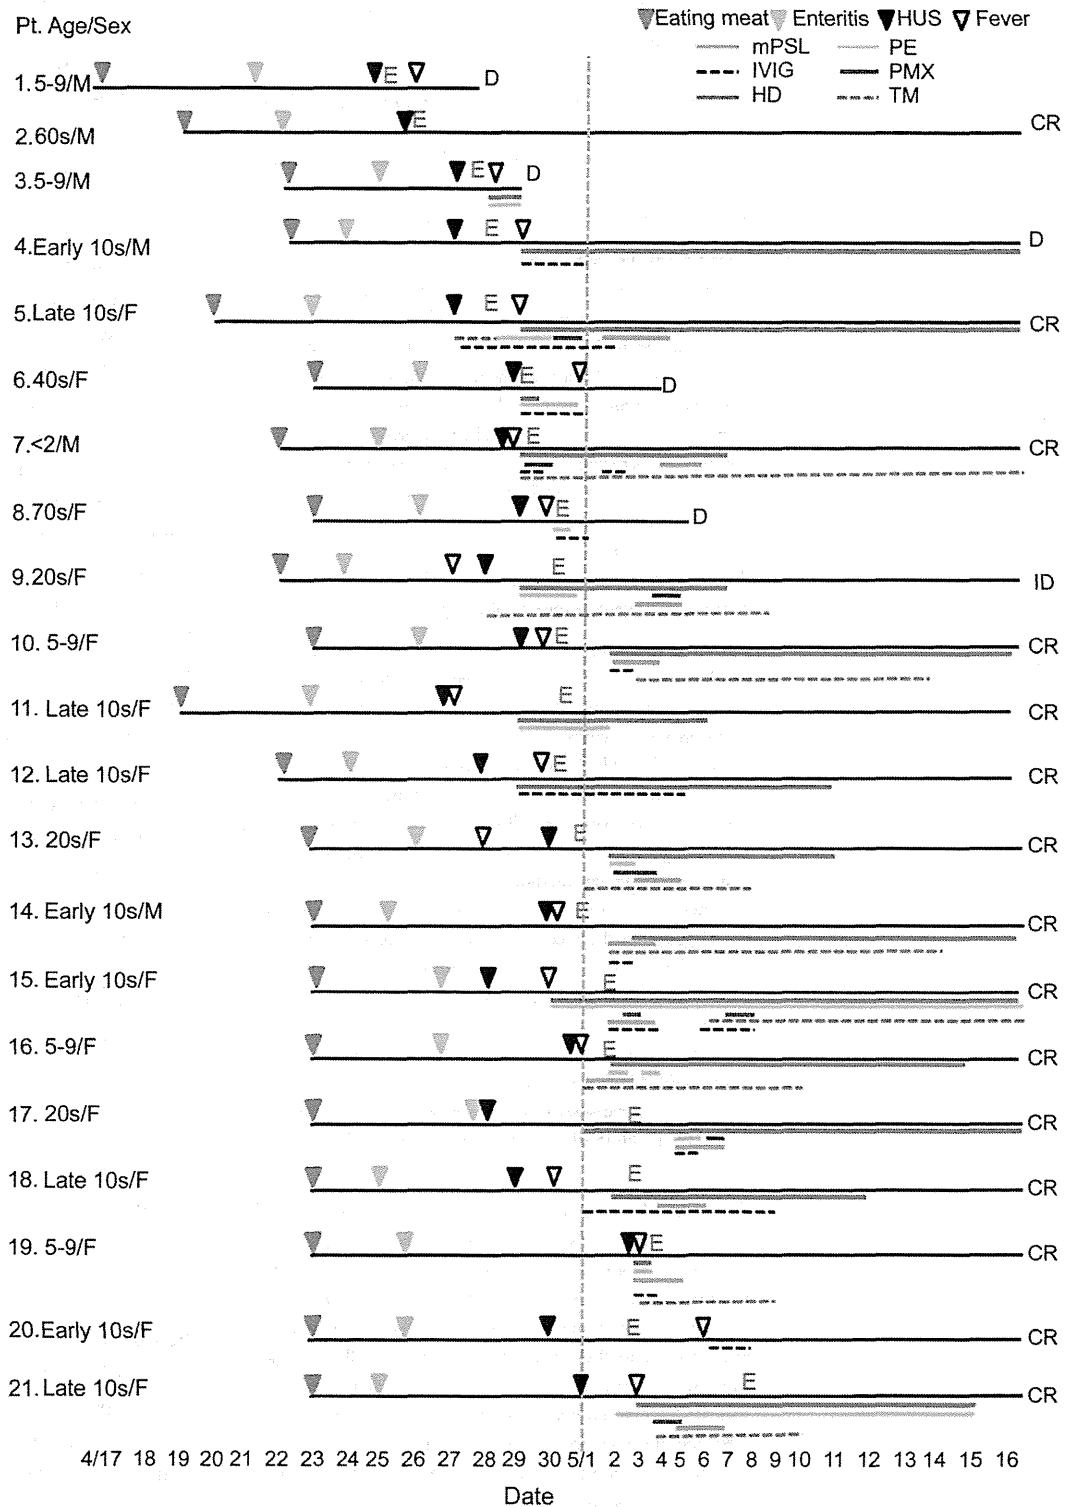 Pt. Age/Sex
Eating meat Enteritis HUS Fever
mPSL PE
IVIG PMX
HD TM
1.5-9/M E D
2.60s/M E CR
3.5-9/M E D
4.Early 10s/M E D
5.Late 10s/F E CR
6.40s/F E D
7.<2/M E CR
8.70s/F E D
9.20s/F E ID
10. 5-9/F E CR
11. Late 10s/F E CR
12. Late 10s/F E CR
13. 20s/F E CR
14. Early 10s/M E CR
15. Early 10s/F E CR
16. 5-9/F E CR
17. 20s/F E CR
18. Late 10s/F E CR
19. 5-9/F E CR
20.Early 10s/F E CR
21. Late 10s/F E CR
4/17 18 19 20 21 22 23 24 25 26 27 28 29 30 5/1 2 3 4 5 6 7 8 9 10 11 12 13 14 15 16
Date